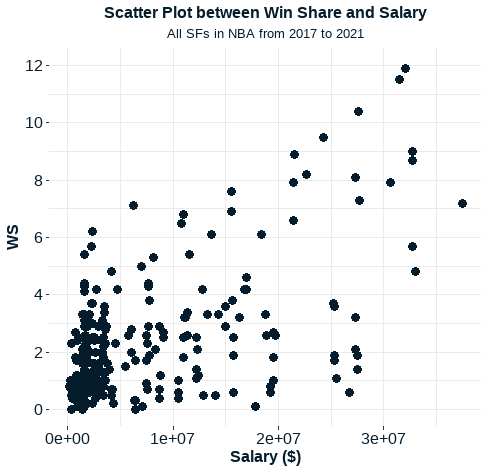 Scatter Plot between Win Share and Salary
All SFs in NBA from 2017 to 2021
WS
12
10
8
6
4
2
0
0e+00 1e+07 2e+07 3e+07
Salary ($)